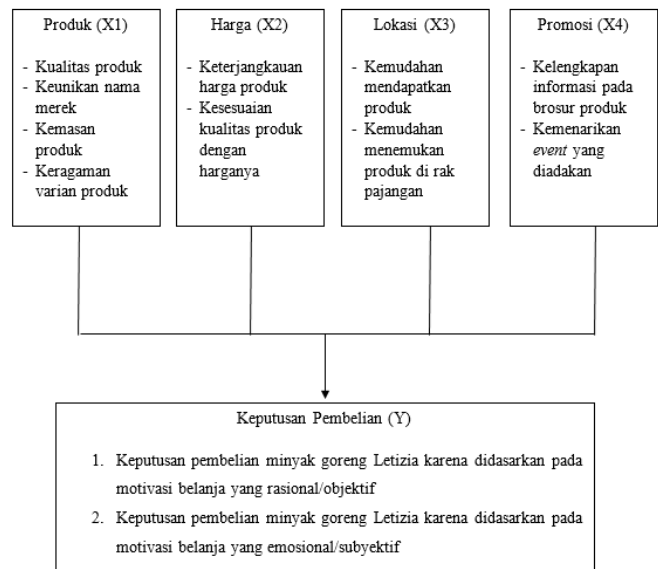 Produk (X1)
- Kualitas produk
- Keunikan nama
merek
- Kemasan
produk
- Keragaman
varian produk
Harga (X2)
- Keterjangkauan
harga produk
- Kesesuaian
kualitas produk
dengan
harganya
Lokasi (X3)
- Kemudahan
mendapatkan
produk
- Kemudahan
menemukan
produk di rak
pajangan
Promosi (X4)
- Kelengkapan
informasi pada
brosur produk
- Kemenarikan
event yang
diadakan
Keputusan Pembelian (Y)
1. Keputusan pembelian minyak goreng Letizia karena didasarkan pada
motivasi belanja yang rasional/objektif
2. Keputusan pembelian minyak goreng Letizia karena didasarkan pada
motivasi belanja yang emosional/subyektif